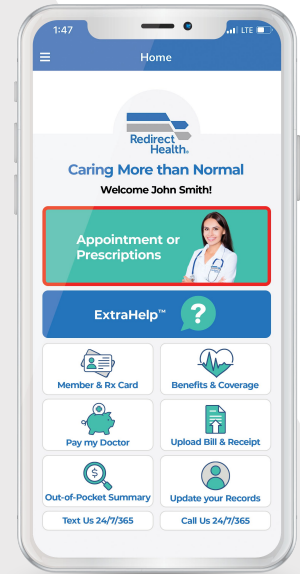 1:47
LTE
Home
Redirect
Health®
Caring More than Normal
Welcome John Smith!
Appointment or
Prescriptions
ExtraHelp™
?
Member & Rx Card
Benefits & Coverage
Pay my Doctor
Upload Bill & Receipt
Out-of-Pocket Summary
Update your Records
Text Us 24/7/365
Call Us 24/7/365